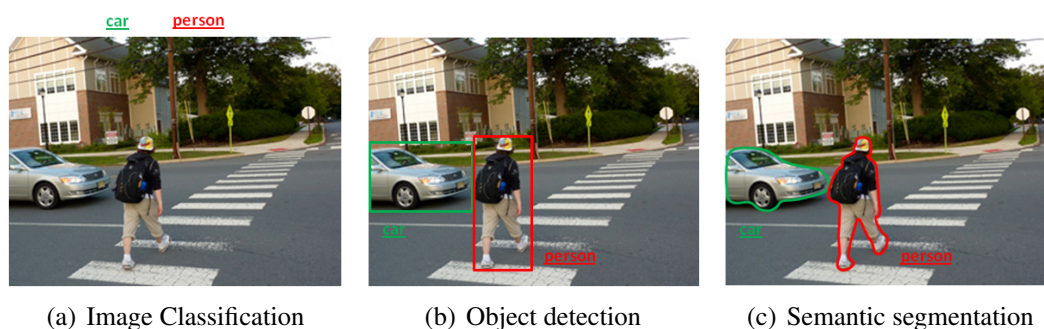 car person
car
person
car
person
(a) Image Classification
(b) Object detection
(c) Semantic segmentation